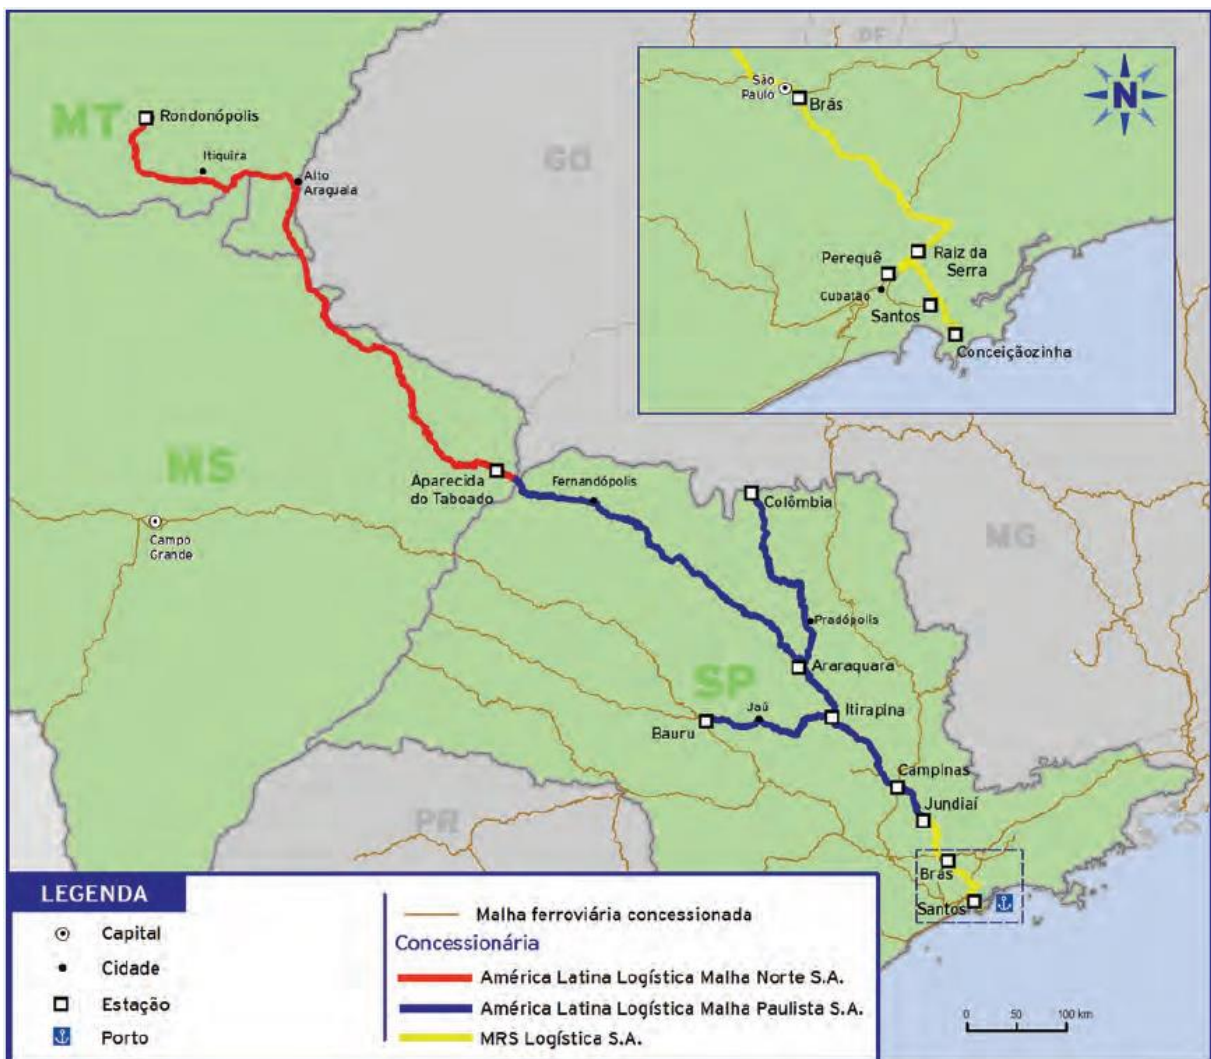 DF
São
Paulo
Brás
N
MT
Rondonópolis
Itiquira
Alto
Araguaia
GO
Perequê
Raiz da
Serra
Cubatão
Santos
Conceiçãozinha
MS
Aparecida
do Taboado
Fernandópolis
Colômbia
Campo
Grande
MG
Pradópolis
Araraquara
SP
Jaú
Itirapina
Bauru
Campinas
Jundiaí
PR
Brás
Santos
LEGENDA
Capital
Cidade
Estação
Porto
Malha ferroviária concessionada
Concessionária
América Latina Logística Malha Norte S.A.
América Latina Logística Malha Paulista S.A.
MRS Logística S.A.
0 50 100 km